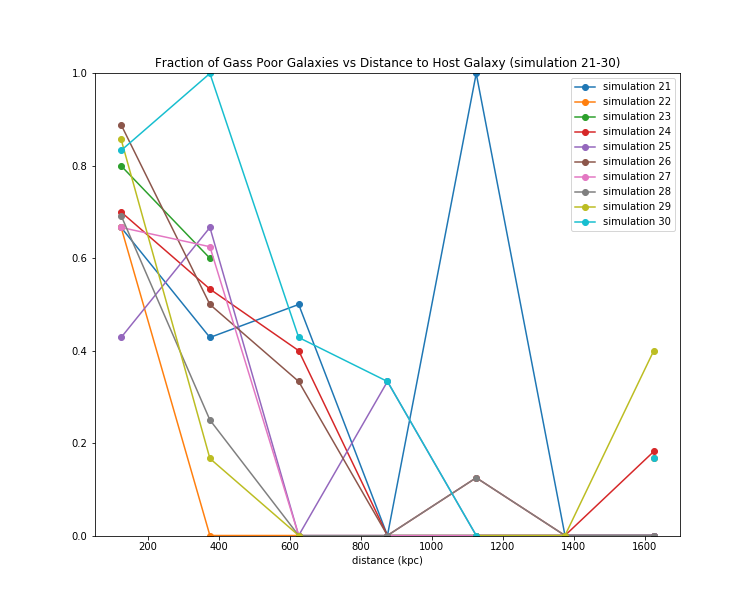 Fraction of Gass Poor Galaxies vs Distance to Host Galaxy (simulation 21-30)
1.0
0.8
0.6
0.4
0.2
0.0
simulation 21
simulation 22
simulation 23
simulation 24
simulation 25
simulation 26
simulation 27
simulation 28
simulation 29
simulation 30
200
400
600
800
1000
1200
1400
1600
distance (kpc)